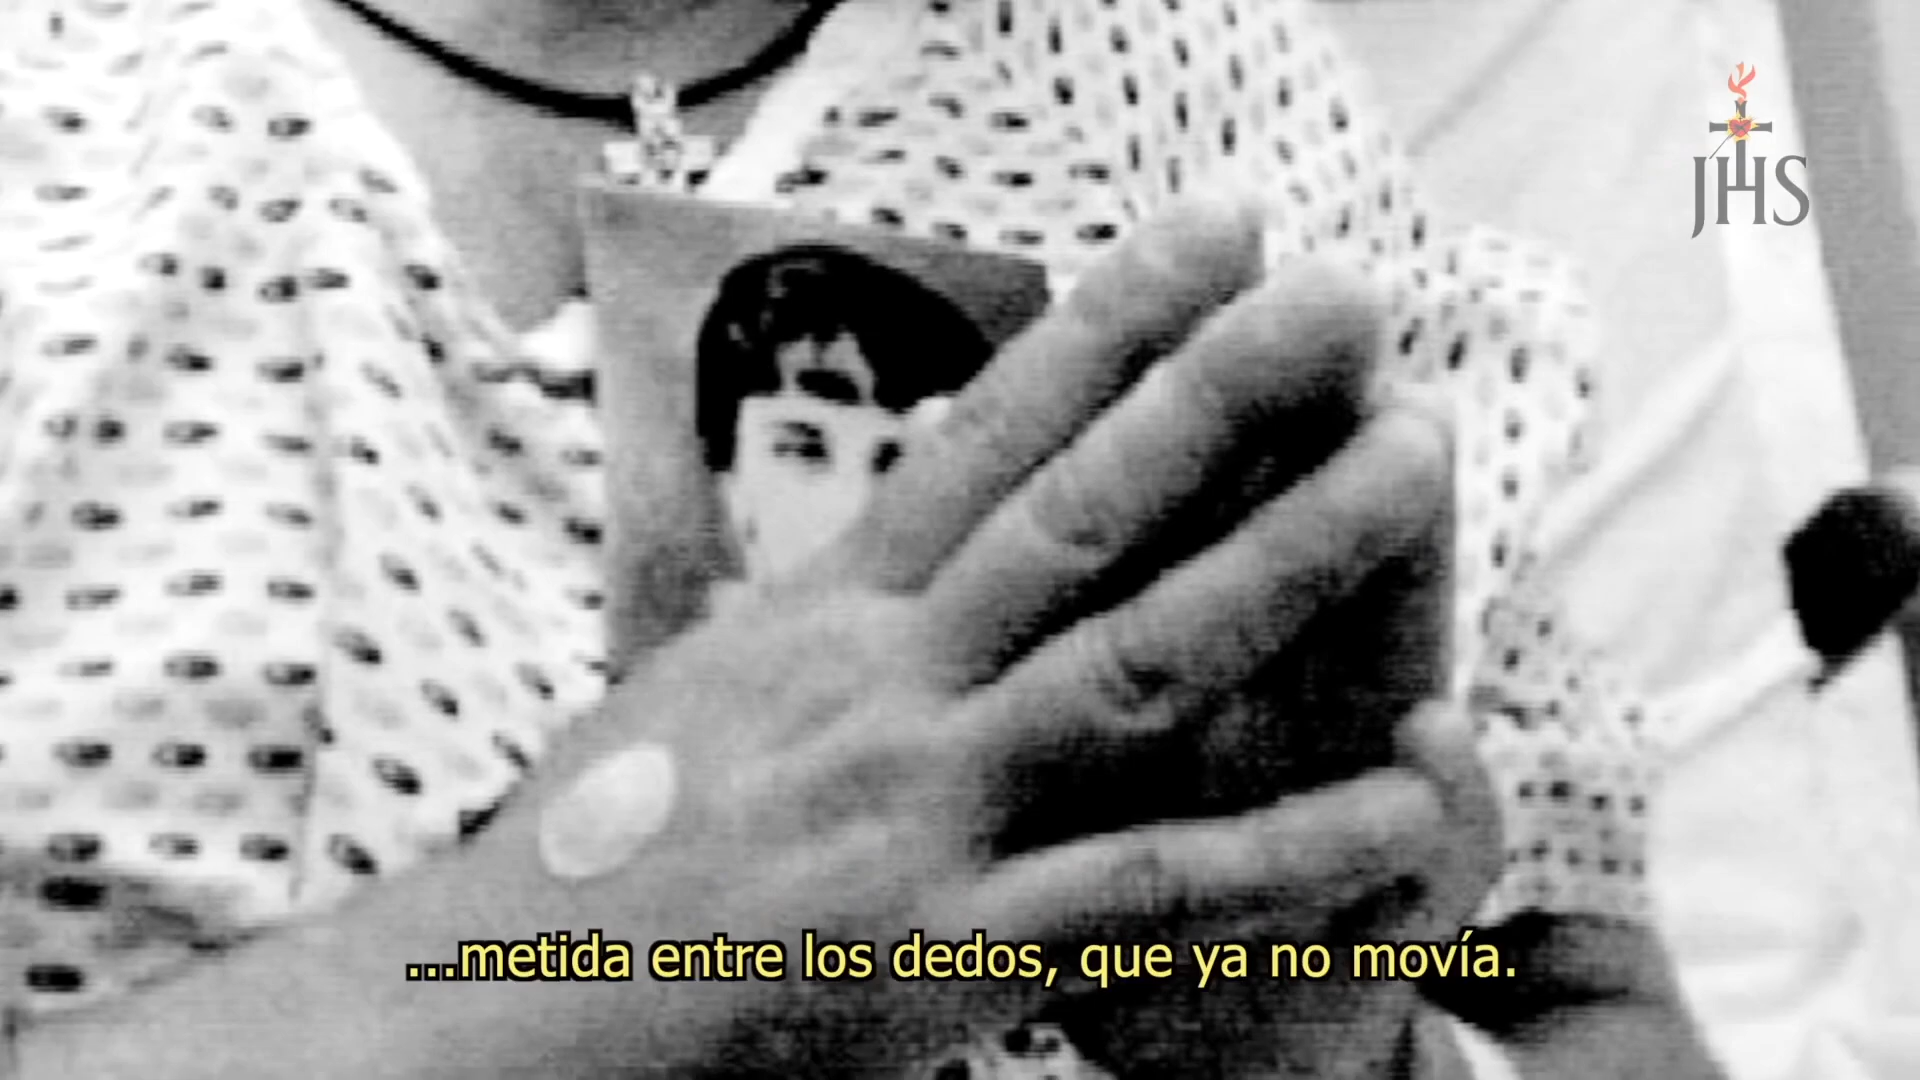 JHS
...metida entre los dedos, que ya no movía.